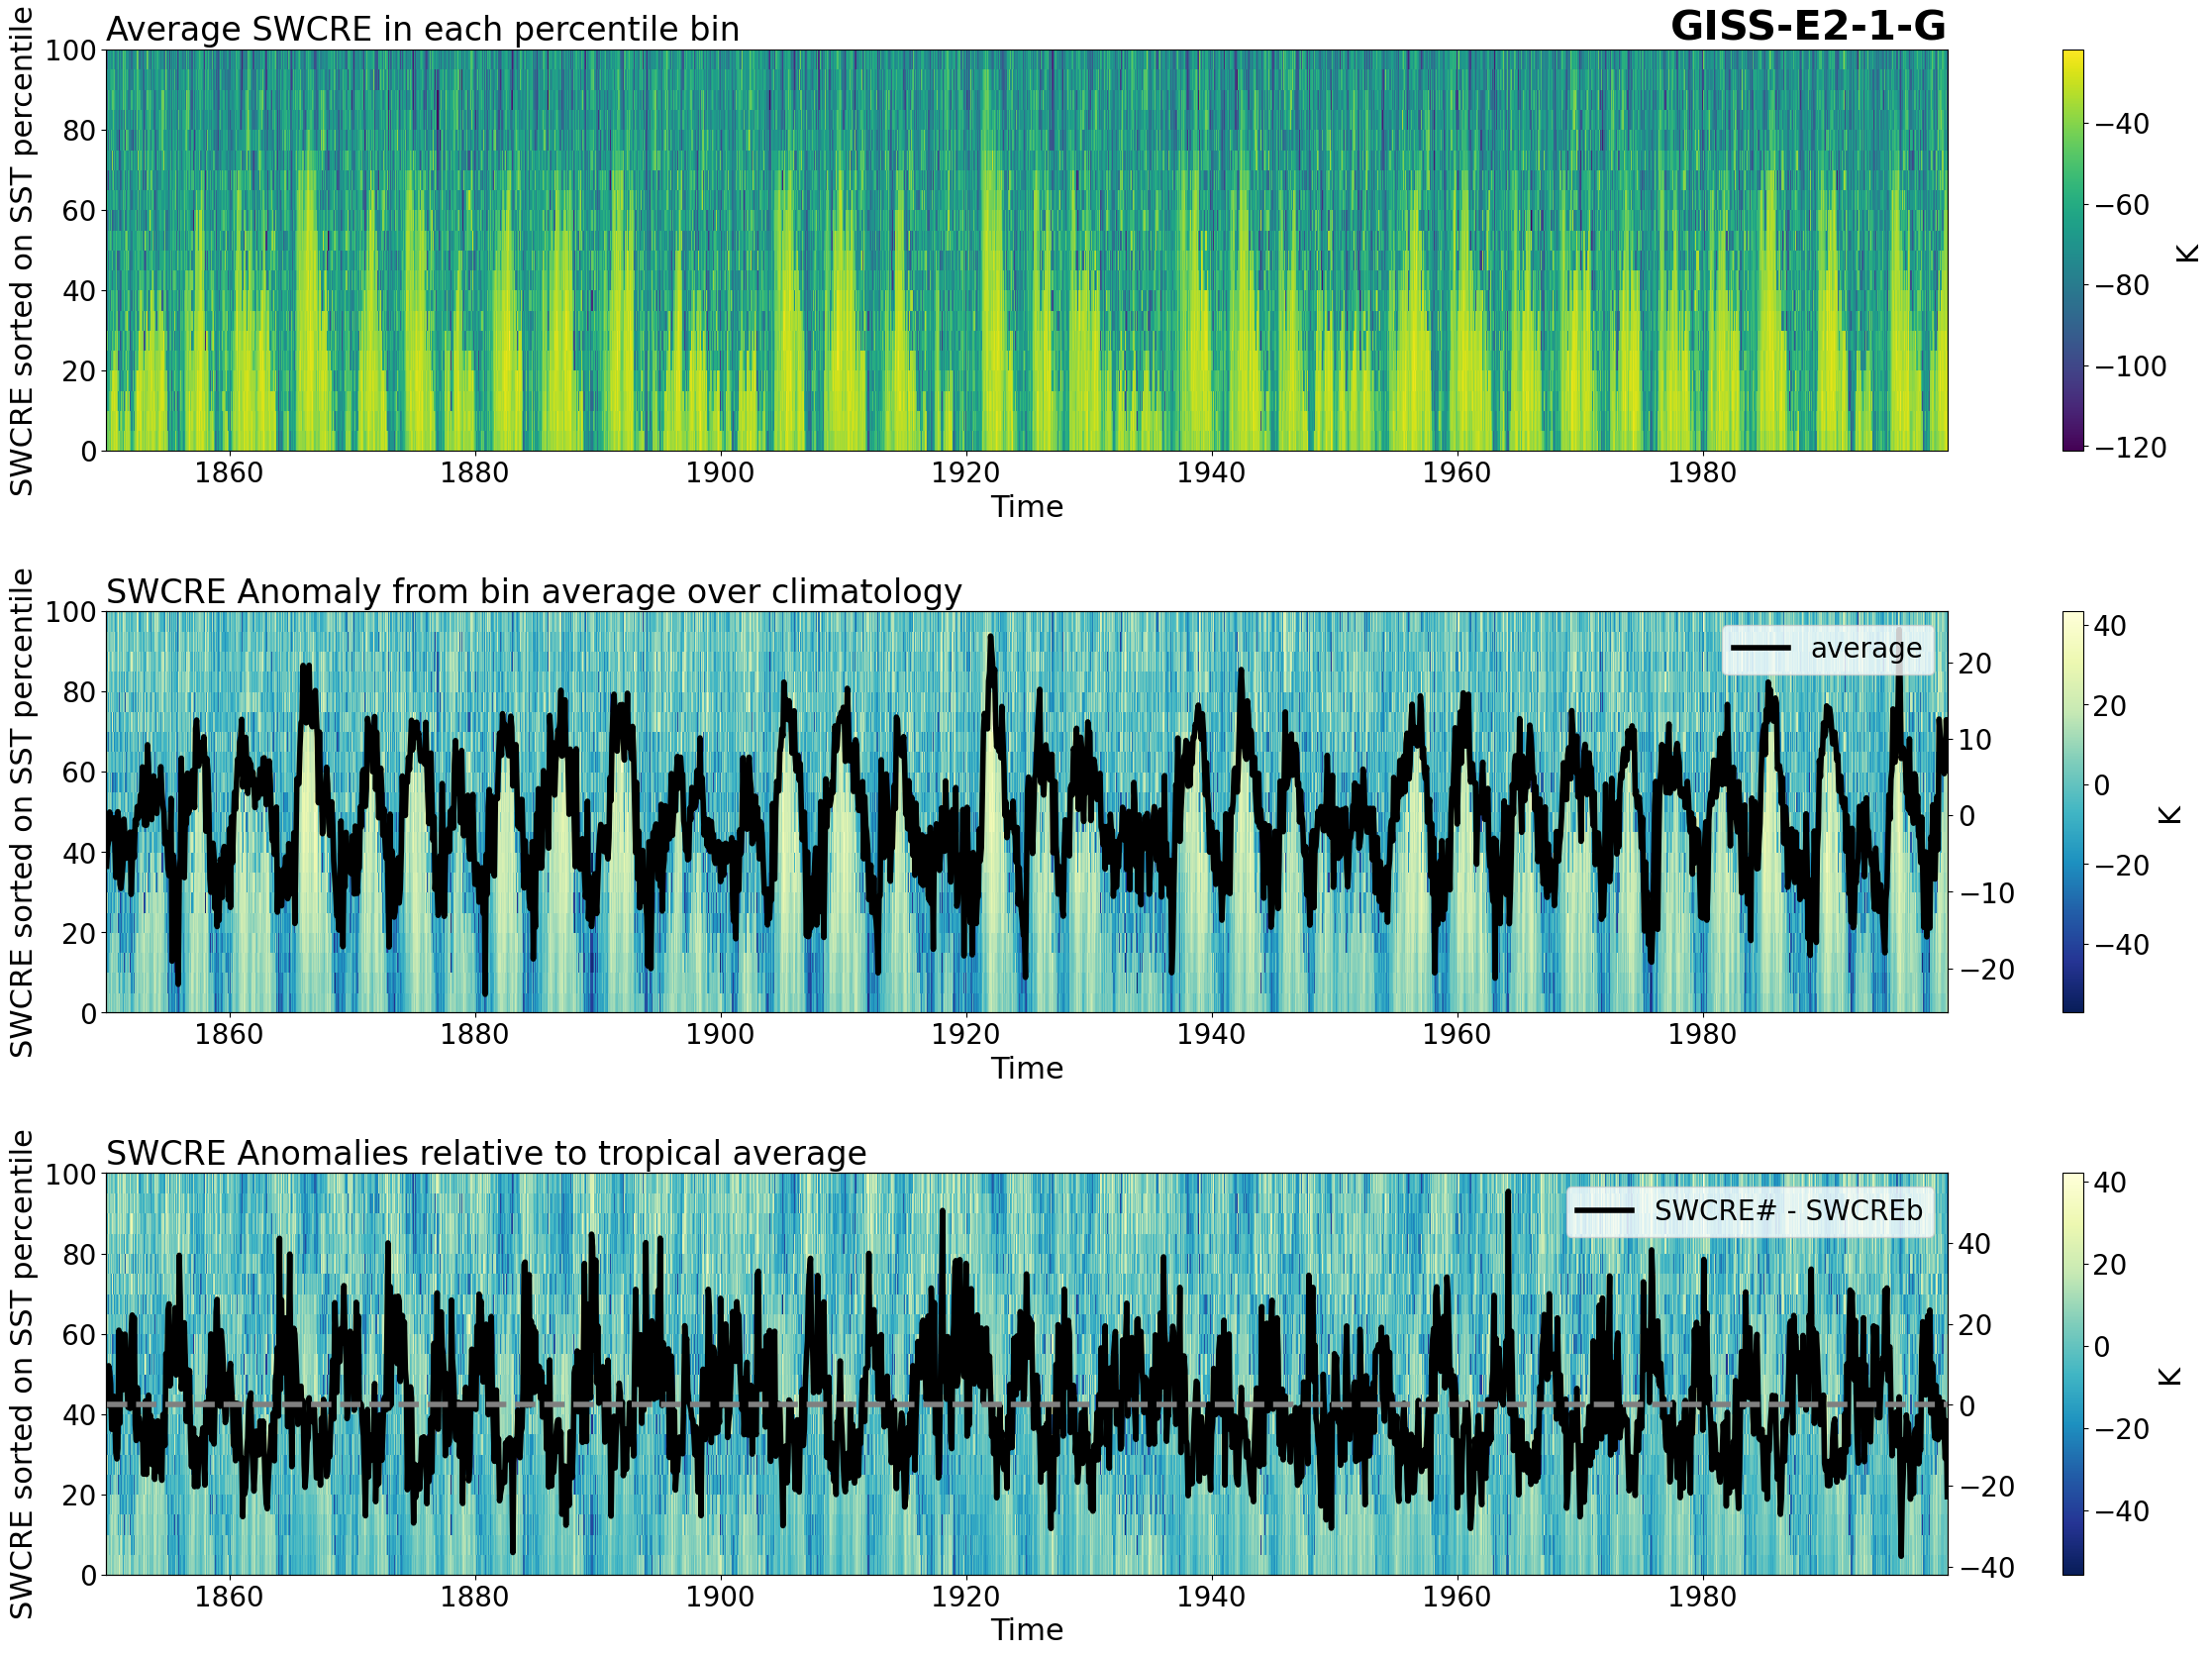 Average SWCRE in each percentile bin
GISS-E2-1-G
SWCRE sorted on SST percentile
100
80
60
40
20
0
1860 1880 1900 1920 1940 1960 1980
Time
−40
−60
−80
−100
−120
K
SWCRE Anomaly from bin average over climatology
SWCRE sorted on SST percentile
100
80
60
40
20
0
1860 1880 1900 1920 1940 1960 1980
Time
average
20
10
0
−10
−20
40
20
0
−20
−40
K
SWCRE Anomalies relative to tropical average
SWCRE sorted on SST percentile
100
80
60
40
20
0
1860 1880 1900 1920 1940 1960 1980
Time
SWCRE# - SWCREb
40
20
0
−20
−40
40
20
0
−20
−40
K